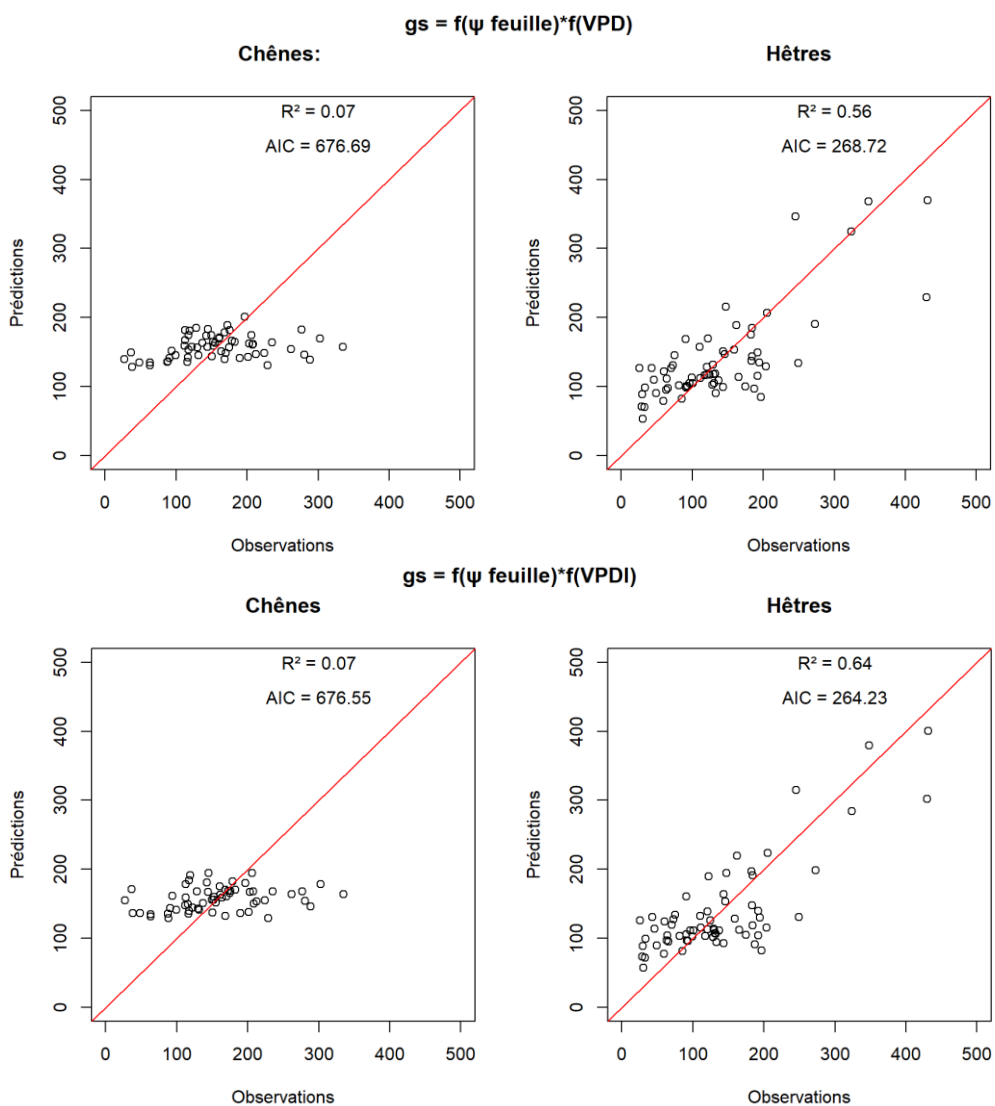 gs = f(ψ feuille)*f(VPD)
Chênes:
Hêtres
R² = 0.07
AIC = 676.69
Prédictions
0 100 200 300 400 500
0 100 200 300 400 500
Observations
R² = 0.56
AIC = 268.72
Prédictions
0 100 200 300 400 500
0 100 200 300 400 500
Observations
gs = f(ψ feuille)*f(VPDl)
Chênes
Hêtres
R² = 0.07
AIC = 676.55
Prédictions
0 100 200 300 400 500
0 100 200 300 400 500
Observations
R² = 0.64
AIC = 264.23
Prédictions
0 100 200 300 400 500
0 100 200 300 400 500
Observations